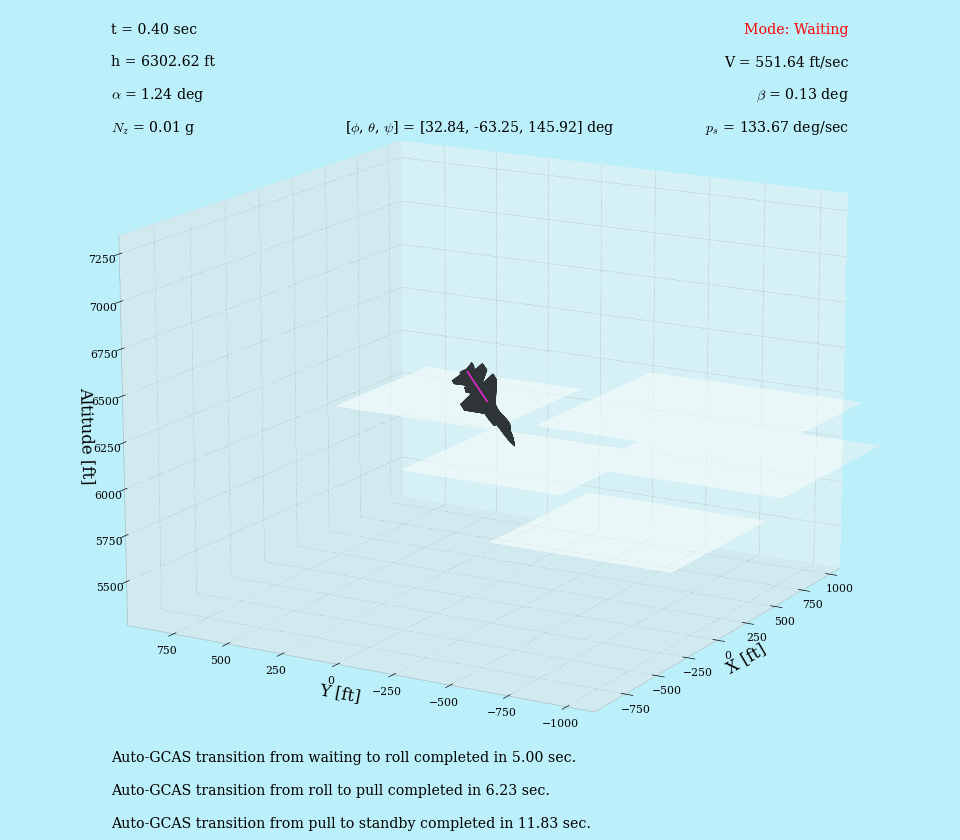 t = 0.40 sec
Mode: Waiting
h = 6302.62 ft
V = 551.64 ft/sec
α = 1.24 deg
β = 0.13 deg
N_z = 0.01 g
[ϕ, θ, ψ] = [32.84, -63.25, 145.92] deg
p_s = 133.67 deg/sec
7250
7000
6750
6500
6250
6000
5750
5500
Altitude [ft]
750
500
250
0
−250
−500
−750
−1000
Y [ft]
1000
750
500
250
0
−250
−500
−750
X [ft]
Auto-GCAS transition from waiting to roll completed in 5.00 sec.
Auto-GCAS transition from roll to pull completed in 6.23 sec.
Auto-GCAS transition from pull to standby completed in 11.83 sec.